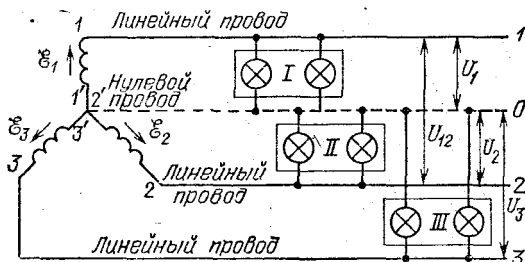 Линейный провод
1
1
ℰ₁
I
U₁
Нулевой
провод
1'
2'
3'
0
ℰ₃
ℰ₂
U₁₂
II
U₂
3
2
Линейный
провод
2
U₃
III
Линейный провод
3